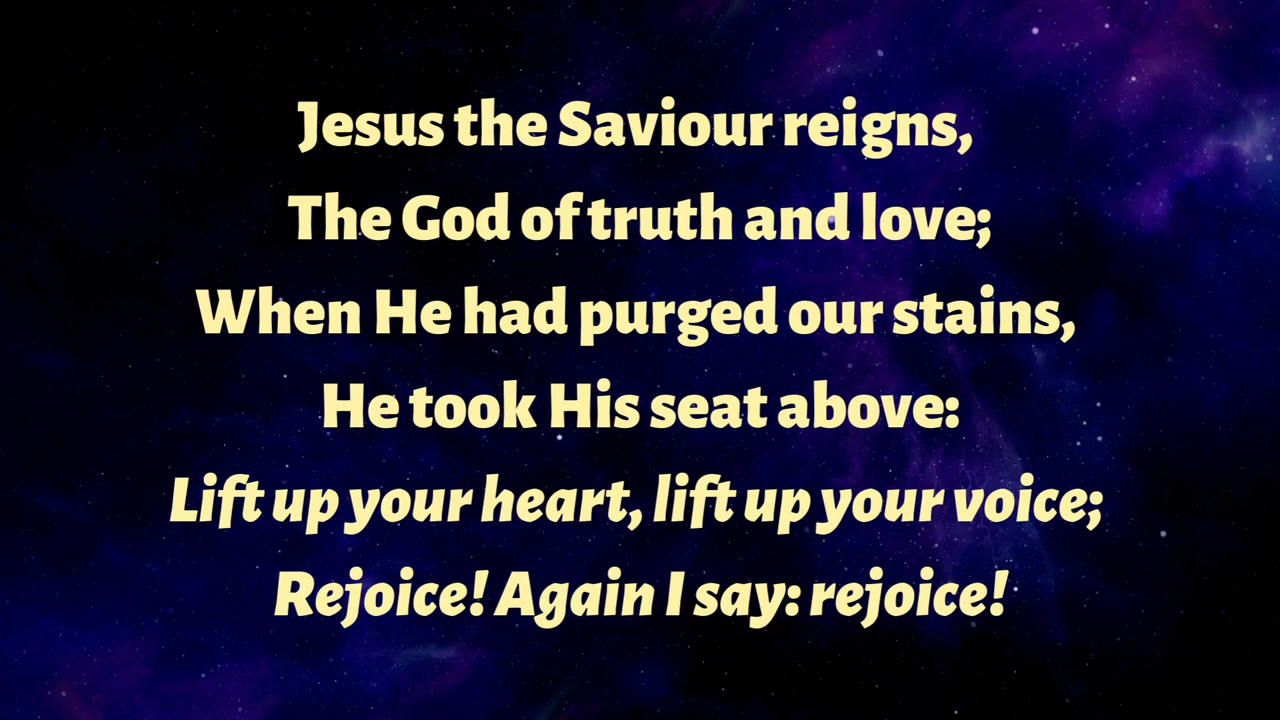 Jesus the Saviour reigns,
The God of truth and love;
When He had purged our stains,
He took His seat above:
Lift up your heart, lift up your voice;
Rejoice! Again I say: rejoice!